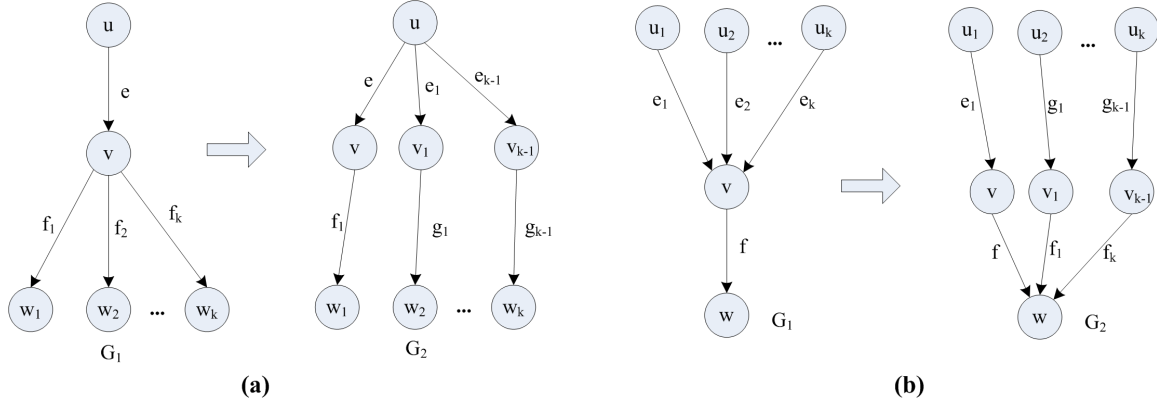 u
e
v
f1 f2 fk
w1 w2 ... wk
G1
u
e e1 ek-1
v v1 vk-1
f1 g1 gk-1
w1 w2 ... wk
G2
(a)
u1 u2 ... uk
e1 e2 ek
v
f
w G1
u1 u2 ... uk
e1 g1 gk-1
v v1 vk-1
f f1 fk
w G2
(b)